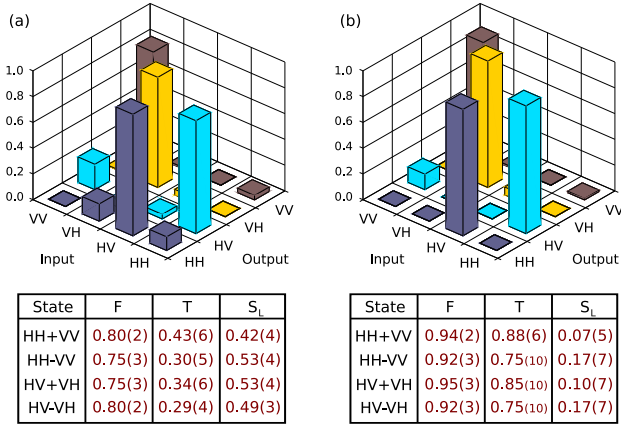 (a)
1.0
0.8
0.6
0.4
0.2
0.0
VV
VH
HV
HH
Input
HH
HV
VH
VV
Output
State F T S_L
HH+VV 0.80(2) 0.43(6) 0.42(4)
HH-VV 0.75(3) 0.30(5) 0.53(4)
HV+VH 0.75(3) 0.34(6) 0.53(4)
HV-VH 0.80(2) 0.29(4) 0.49(3)
(b)
1.0
0.8
0.6
0.4
0.2
0.0
VV
VH
HV
HH
Input
HH
HV
VH
VV
Output
State F T S_L
HH+VV 0.94(2) 0.88(6) 0.07(5)
HH-VV 0.92(3) 0.75(10) 0.17(7)
HV+VH 0.95(3) 0.85(10) 0.10(7)
HV-VH 0.92(3) 0.75(10) 0.17(7)